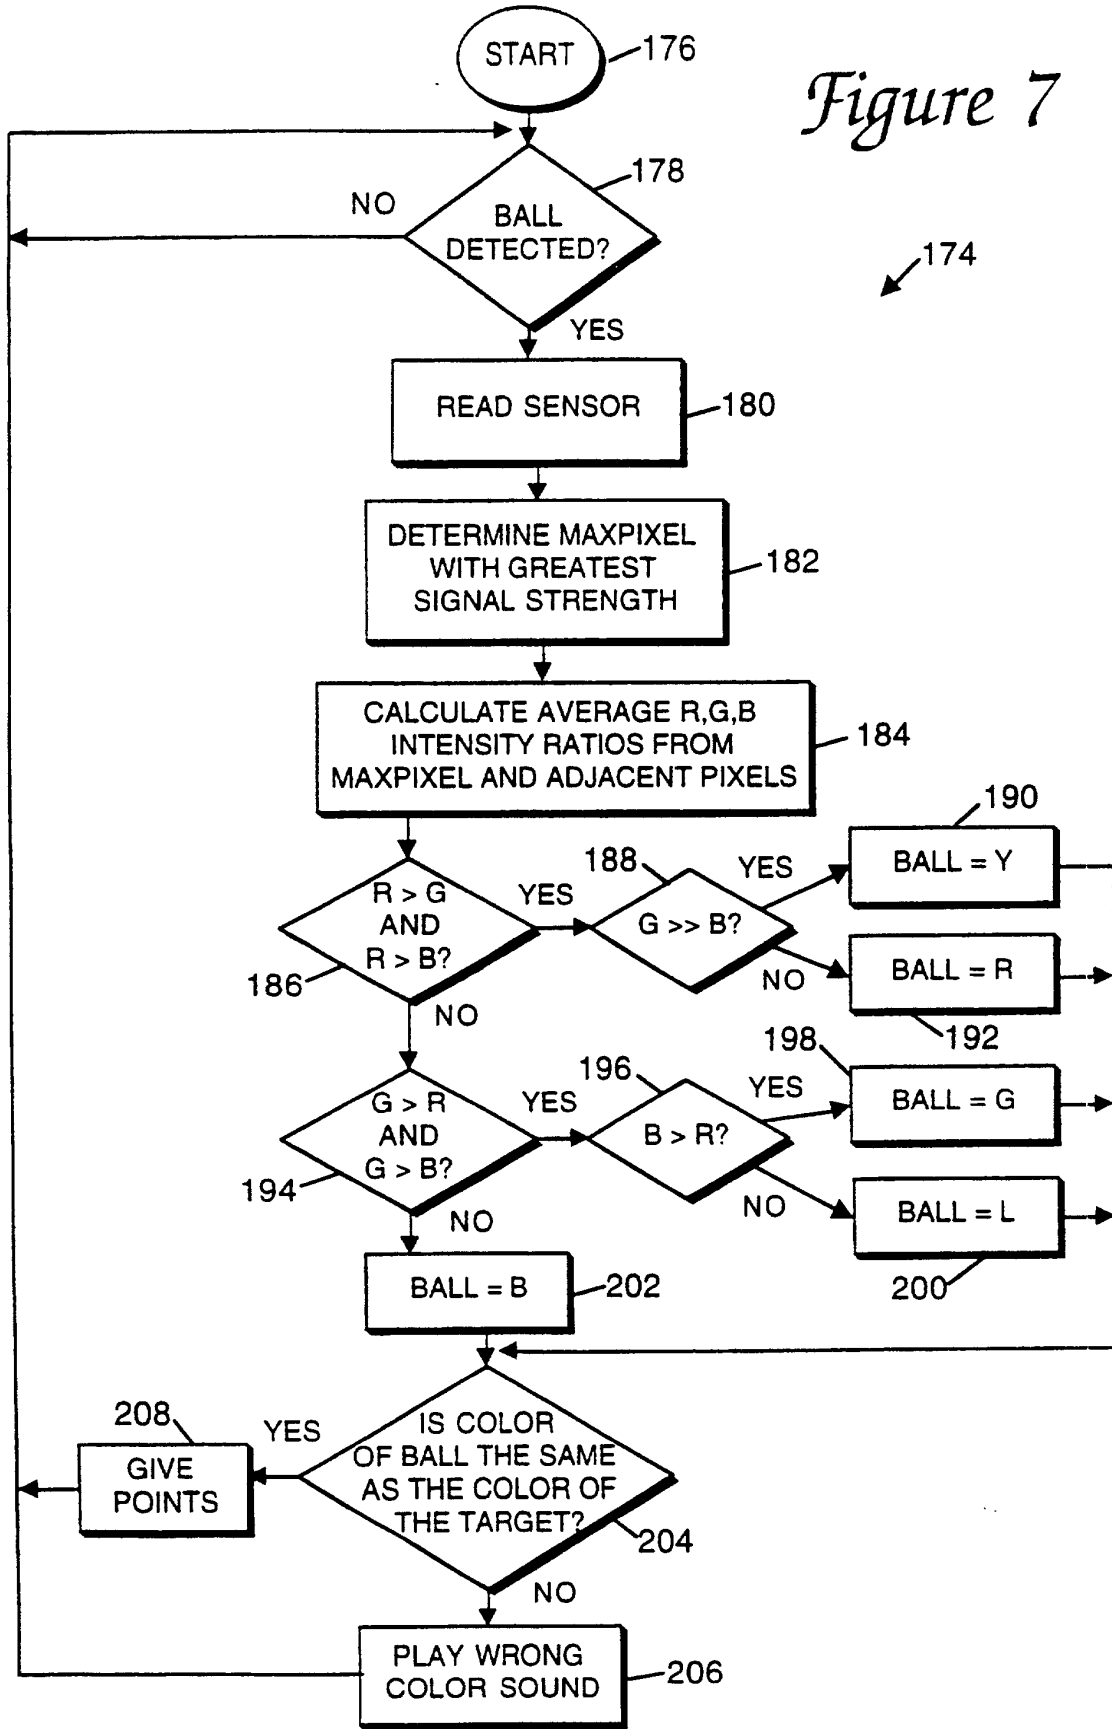 START
176
Figure 7
178
NO
BALL
DETECTED?
174
YES
READ SENSOR
180
DETERMINE MAXPIXEL
WITH GREATEST
SIGNAL STRENGTH
182
CALCULATE AVERAGE R,G,B
INTENSITY RATIOS FROM
MAXPIXEL AND ADJACENT PIXELS
184
190
R > G
AND
R > B?
186
YES
188
G >> B?
YES
BALL = Y
NO
BALL = R
192
NO
198
G > R
AND
G > B?
194
YES
196
B > R?
YES
BALL = G
NO
BALL = L
200
NO
BALL = B
202
208
YES
GIVE
POINTS
IS COLOR
OF BALL THE SAME
AS THE COLOR OF
THE TARGET?
204
NO
PLAY WRONG
COLOR SOUND
206